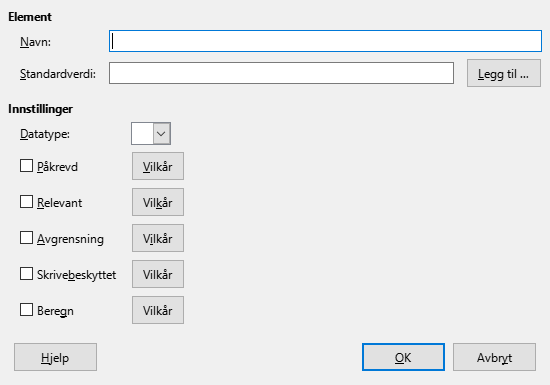 Element
Navn:
Standardverdi:
Legg til ...
Innstillinger
Datatype:
Påkrevd Vilkår
Relevant Vilkår
Avgrensning Vilkår
Skrivebeskyttet Vilkår
Beregn Vilkår
Hjelp OK Avbryt